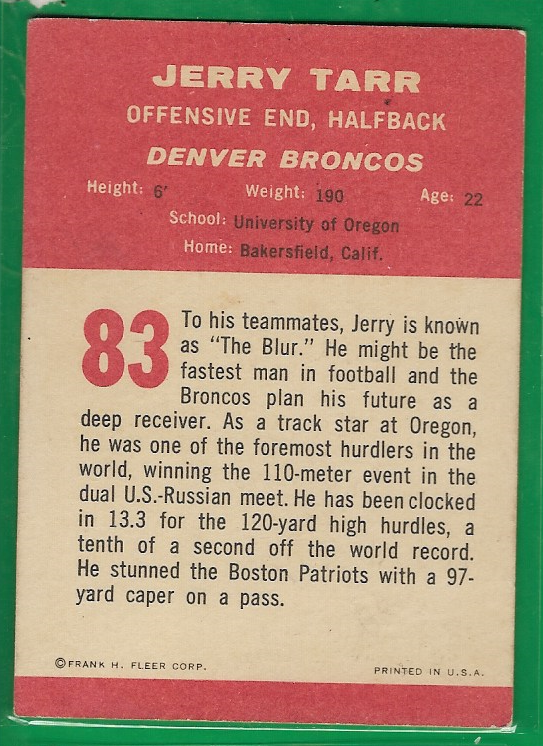 JERRY TARR
OFFENSIVE END, HALFBACK
DENVER BRONCOS
Height: 6' Weight: 190 Age: 22
School: University of Oregon
Home: Bakersfield, Calif.
83
To his teammates, Jerry is known
as "The Blur." He might be the
fastest man in football and the
Broncos plan his future as a
deep receiver. As a track star at Oregon,
he was one of the foremost hurdlers in the
world, winning the 110-meter event in the
dual U.S.-Russian meet. He has been clocked
in 13.3 for the 120-yard high hurdles, a
tenth of a second off the world record.
He stunned the Boston Patriots with a 97-
yard caper on a pass.
©FRANK H. FLEER CORP. PRINTED IN U.S.A.